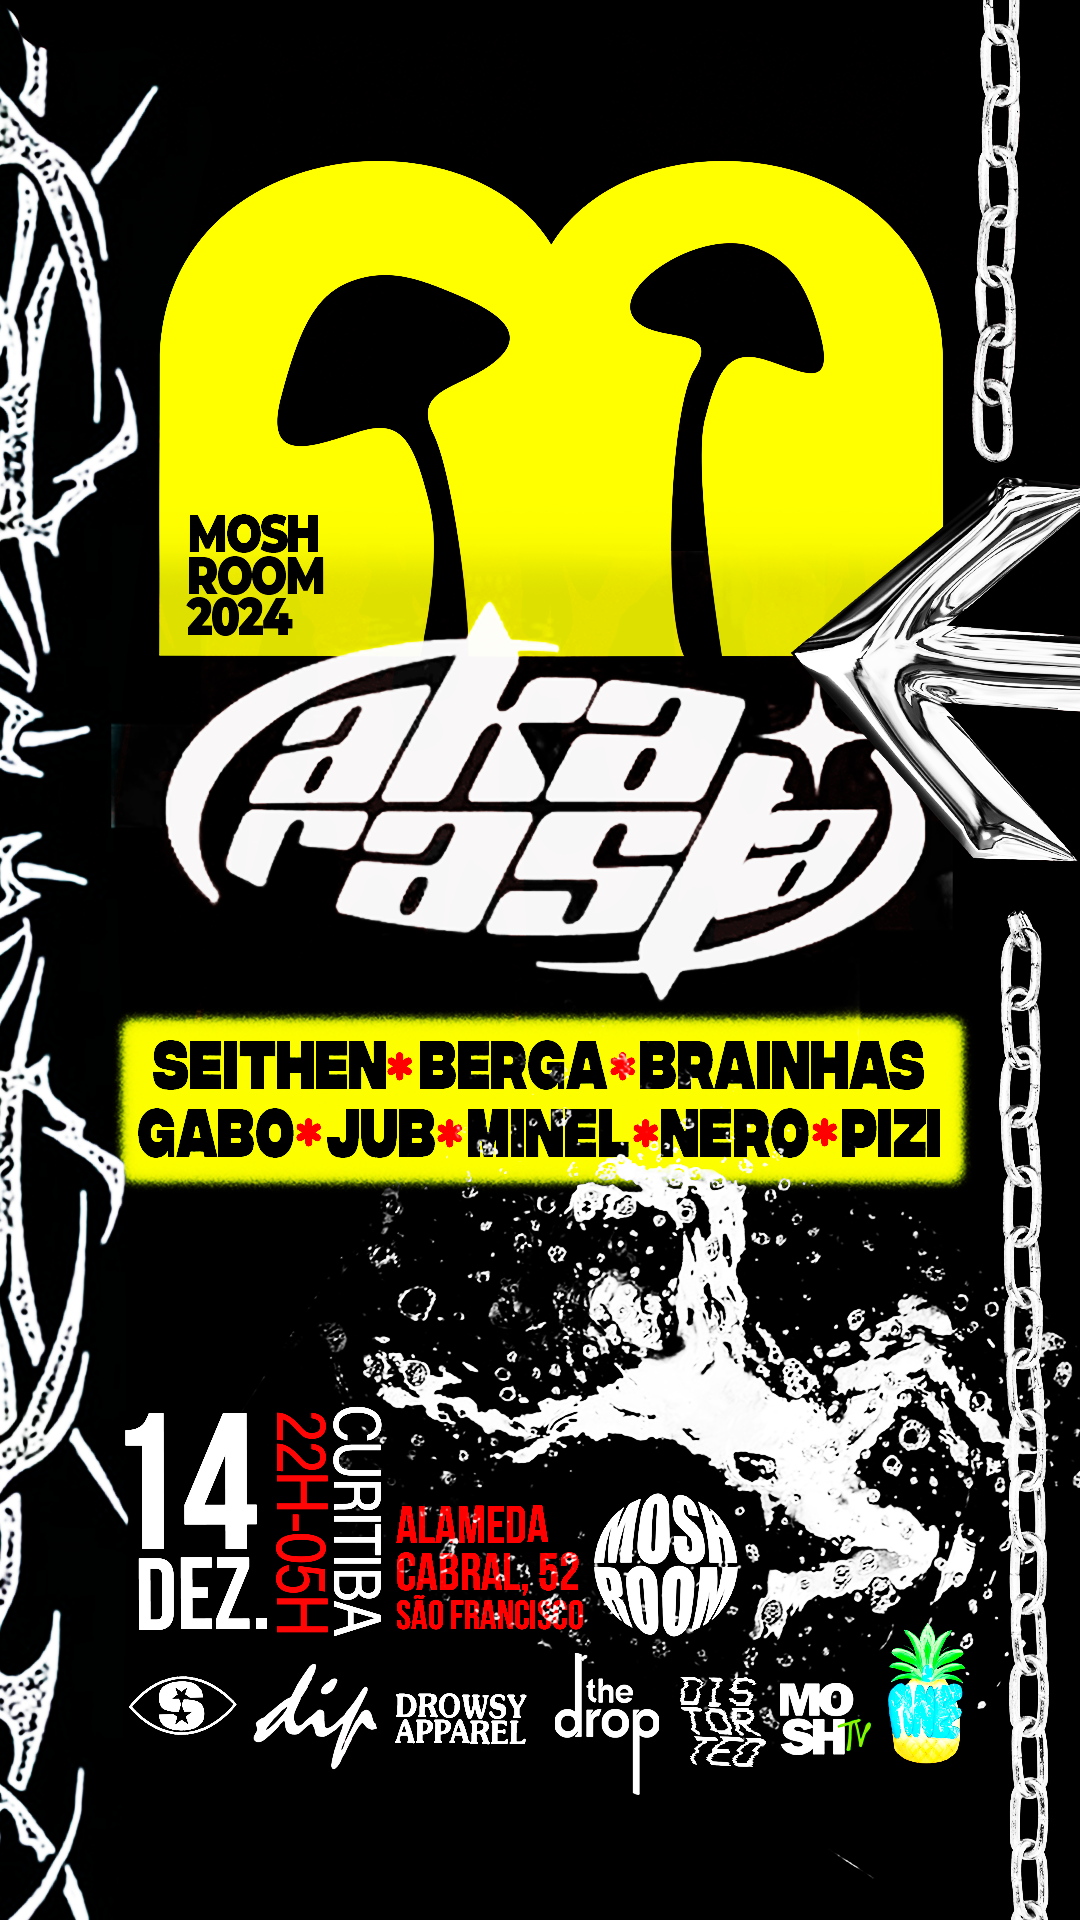 MOSH
ROOM
2024
aka
rasta
SEITHEN*BERGA*BRAINHAS
GABO*JUB*MINEL*NERO*PIZI
14
DEZ.
22H-05H
CURITIBA
ALAMEDA
CABRAL, 52
SÃO FRANCISCO
MOSH
ROOM
S
dip
DROWSY
APPAREL
the
drop
DIS
TOR
TED
MO
SH TV